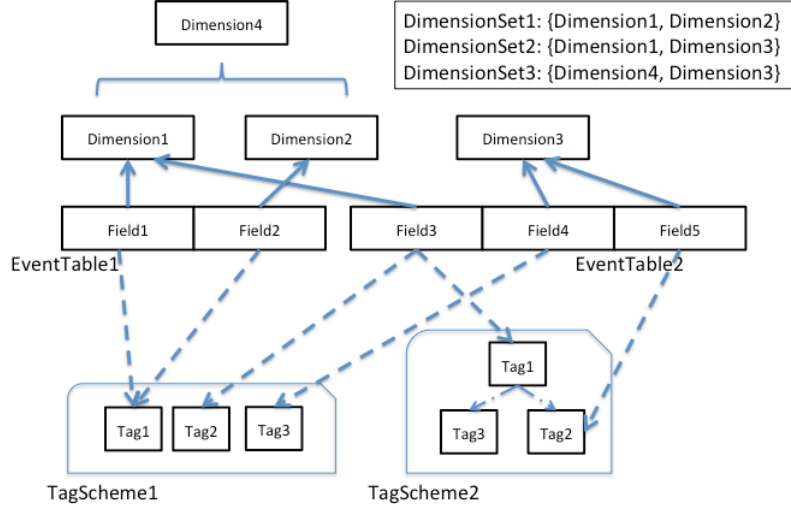 Dimension4
DimensionSet1: {Dimension1, Dimension2}
DimensionSet2: {Dimension1, Dimension3}
DimensionSet3: {Dimension4, Dimension3}
Dimension1 Dimension2 Dimension3
Field1 Field2 Field3 Field4 Field5
EventTable1 EventTable2
Tag1
Tag1 Tag2 Tag3 Tag3 Tag2
TagScheme1 TagScheme2